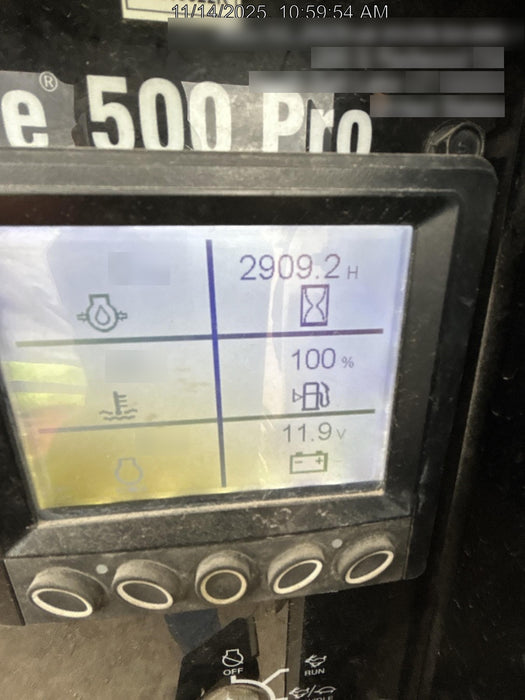 11/14/2025, 10:59:54 AM
e® 500 Pro
2909.2 H
100 %
11.9 V
- +
OFF
RUN